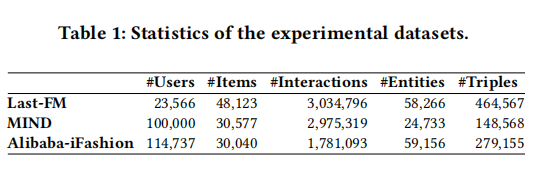 Table 1: Statistics of the experimental datasets.
#Users #Items #Interactions #Entities #Triples
Last-FM 23,566 48,123 3,034,796 58,266 464,567
MIND 100,000 30,577 2,975,319 24,733 148,568
Alibaba-iFashion 114,737 30,040 1,781,093 59,156 279,155